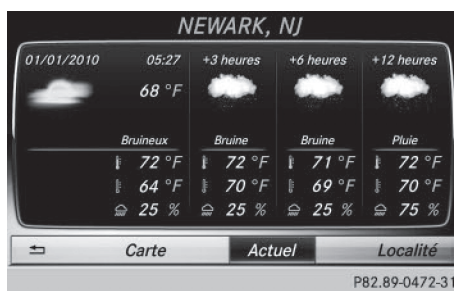 NEWARK, NJ
01/01/2010 05:27 +3 heures +6 heures +12 heures
68 °F
Bruineux Bruine Bruine Pluie
72 °F 72 °F 71 °F 72 °F
64 °F 70 °F 69 °F 70 °F
25 % 25 % 25 % 75 %
Carte Actuel Localité
P82.89-0472-31